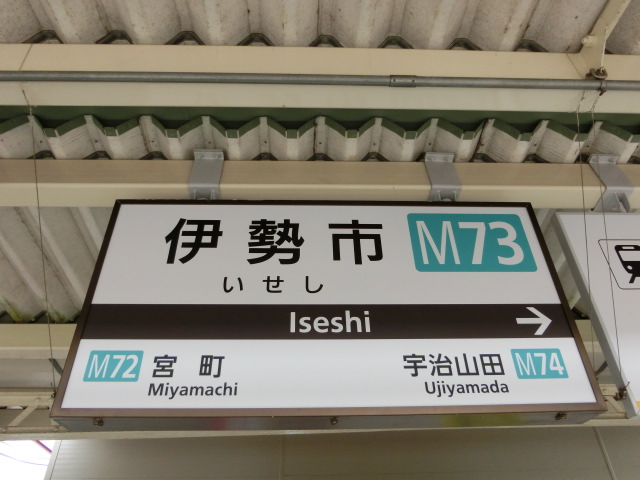 伊勢市 M73
いせし
Iseshi
M72 宮町
Miyamachi
宇治山田 M74
Ujiyamada